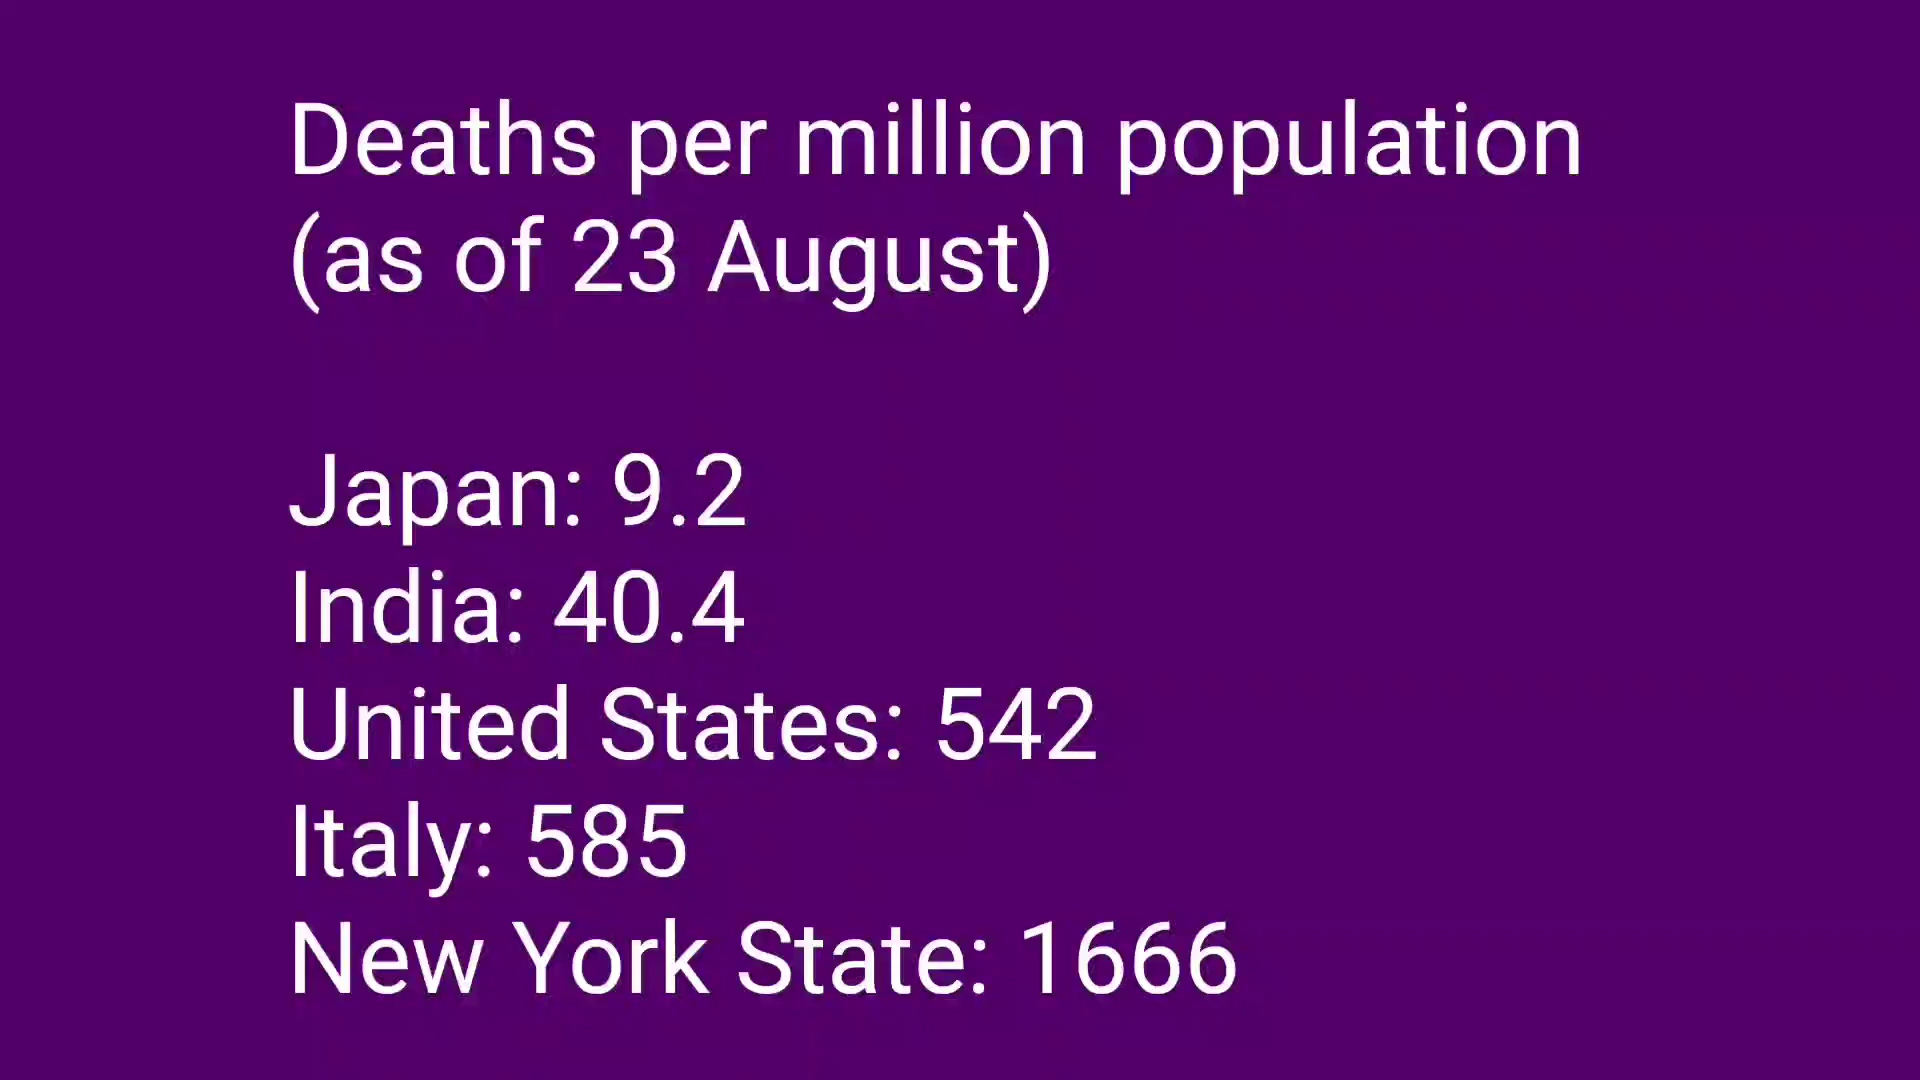 Deaths per million population
(as of 23 August)
Japan: 9.2
India: 40.4
United States: 542
Italy: 585
New York State: 1666